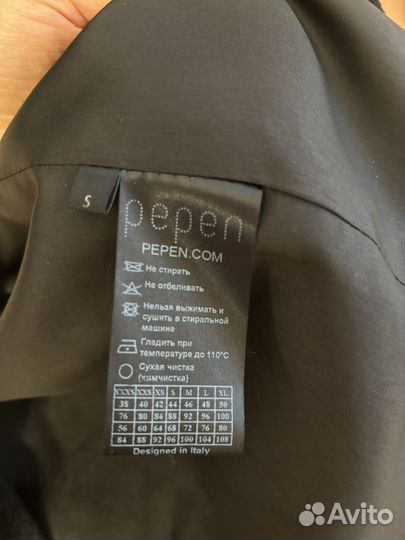 S
pepen
PEPEN.COM
Не стирать
Не отбеливать
Нельзя выжимать и
сушить в стиральной
машине
Гладить при
температуре до 110°C
Сухая чистка
(химчистка)
XXXS XXS XS S M L XL
38 40 42 44 46 48 50
76 80 84 88 92 96 100
56 60 64 68 72 76 80
84 88 92 96 100 104 108
Designed in Italy
Avito